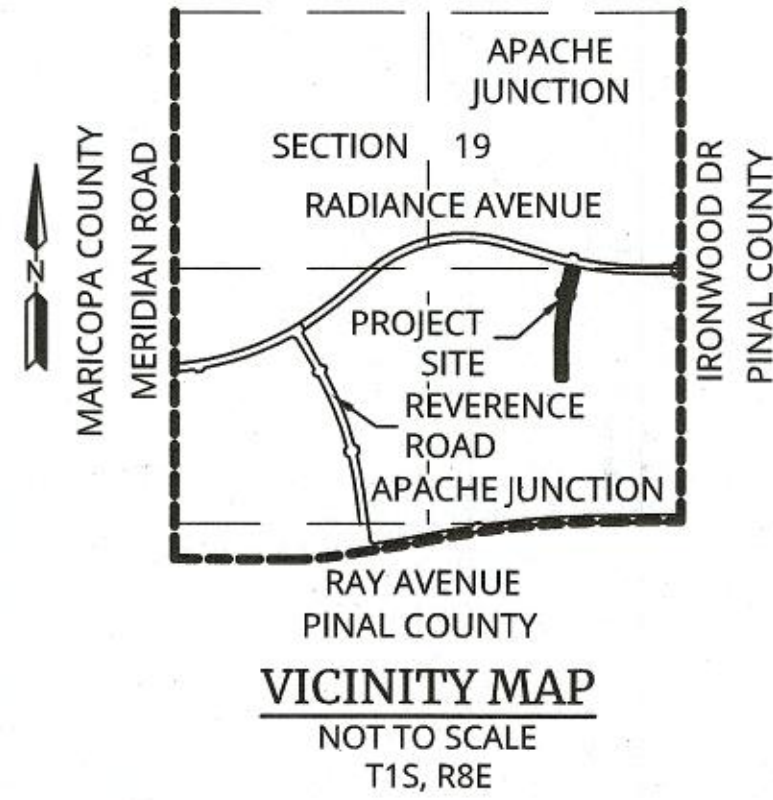 APACHE
JUNCTION
SECTION 19
RADIANCE AVENUE
N
MARICOPA COUNTY
MERIDIAN ROAD
IRONWOOD DR
PINAL COUNTY
PROJECT
SITE
REVERENCE
ROAD
APACHE JUNCTION
RAY AVENUE
PINAL COUNTY
VICINITY MAP
NOT TO SCALE
T1S, R8E